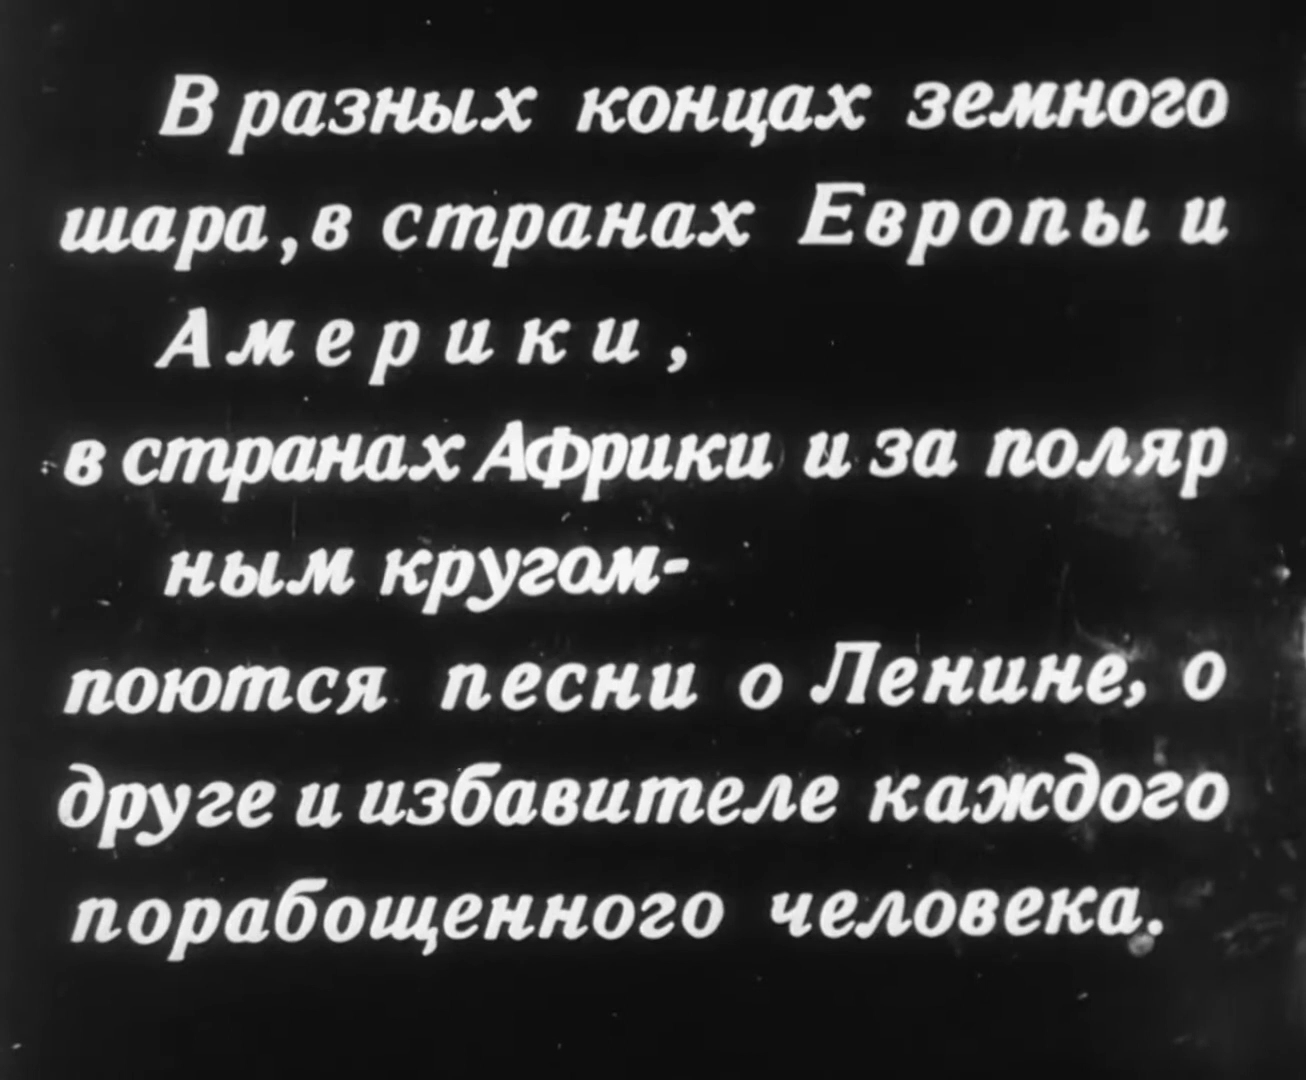 В разных концах земного
шара, в странах Европы и
Америки,
в странах Африки и за поляр
ным кругом-
поются песни о Ленине, о
друге и избавителе каждого
порабощенного человека.